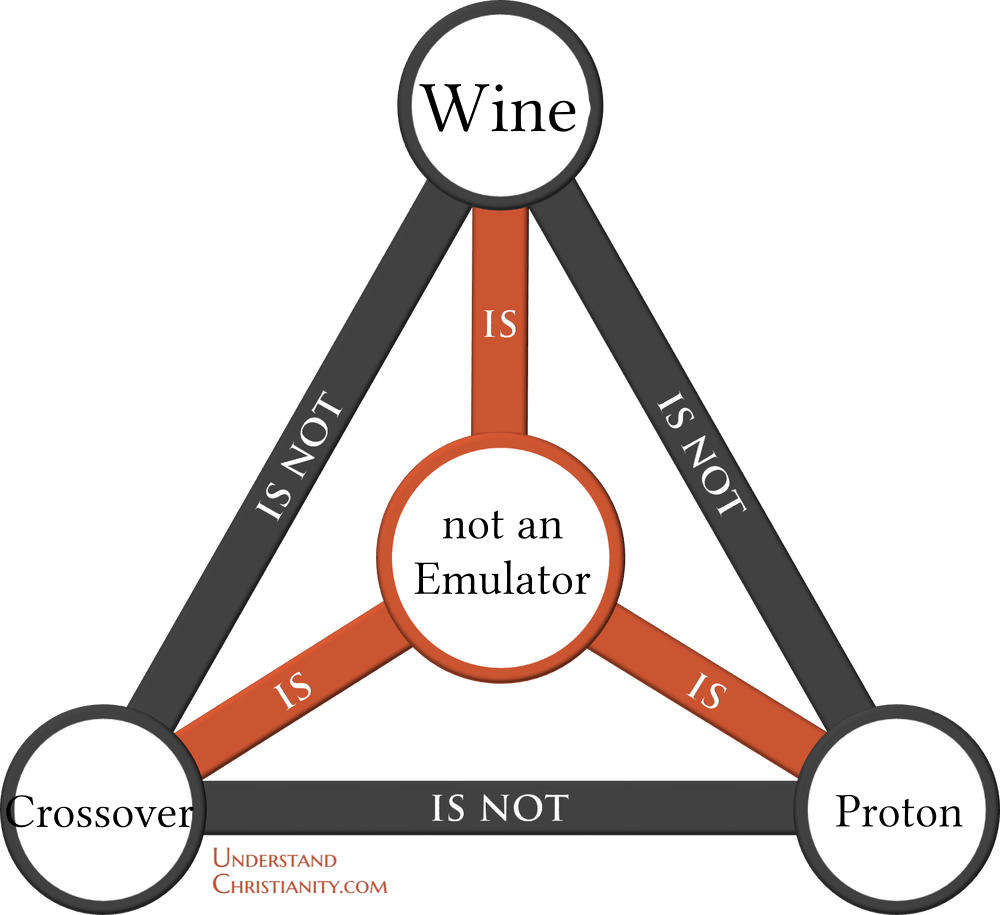 Wine
IS
IS NOT
IS NOT
not an
Emulator
IS
IS
Crossover
IS NOT
Proton
UNDERSTAND
CHRISTIANITY.COM